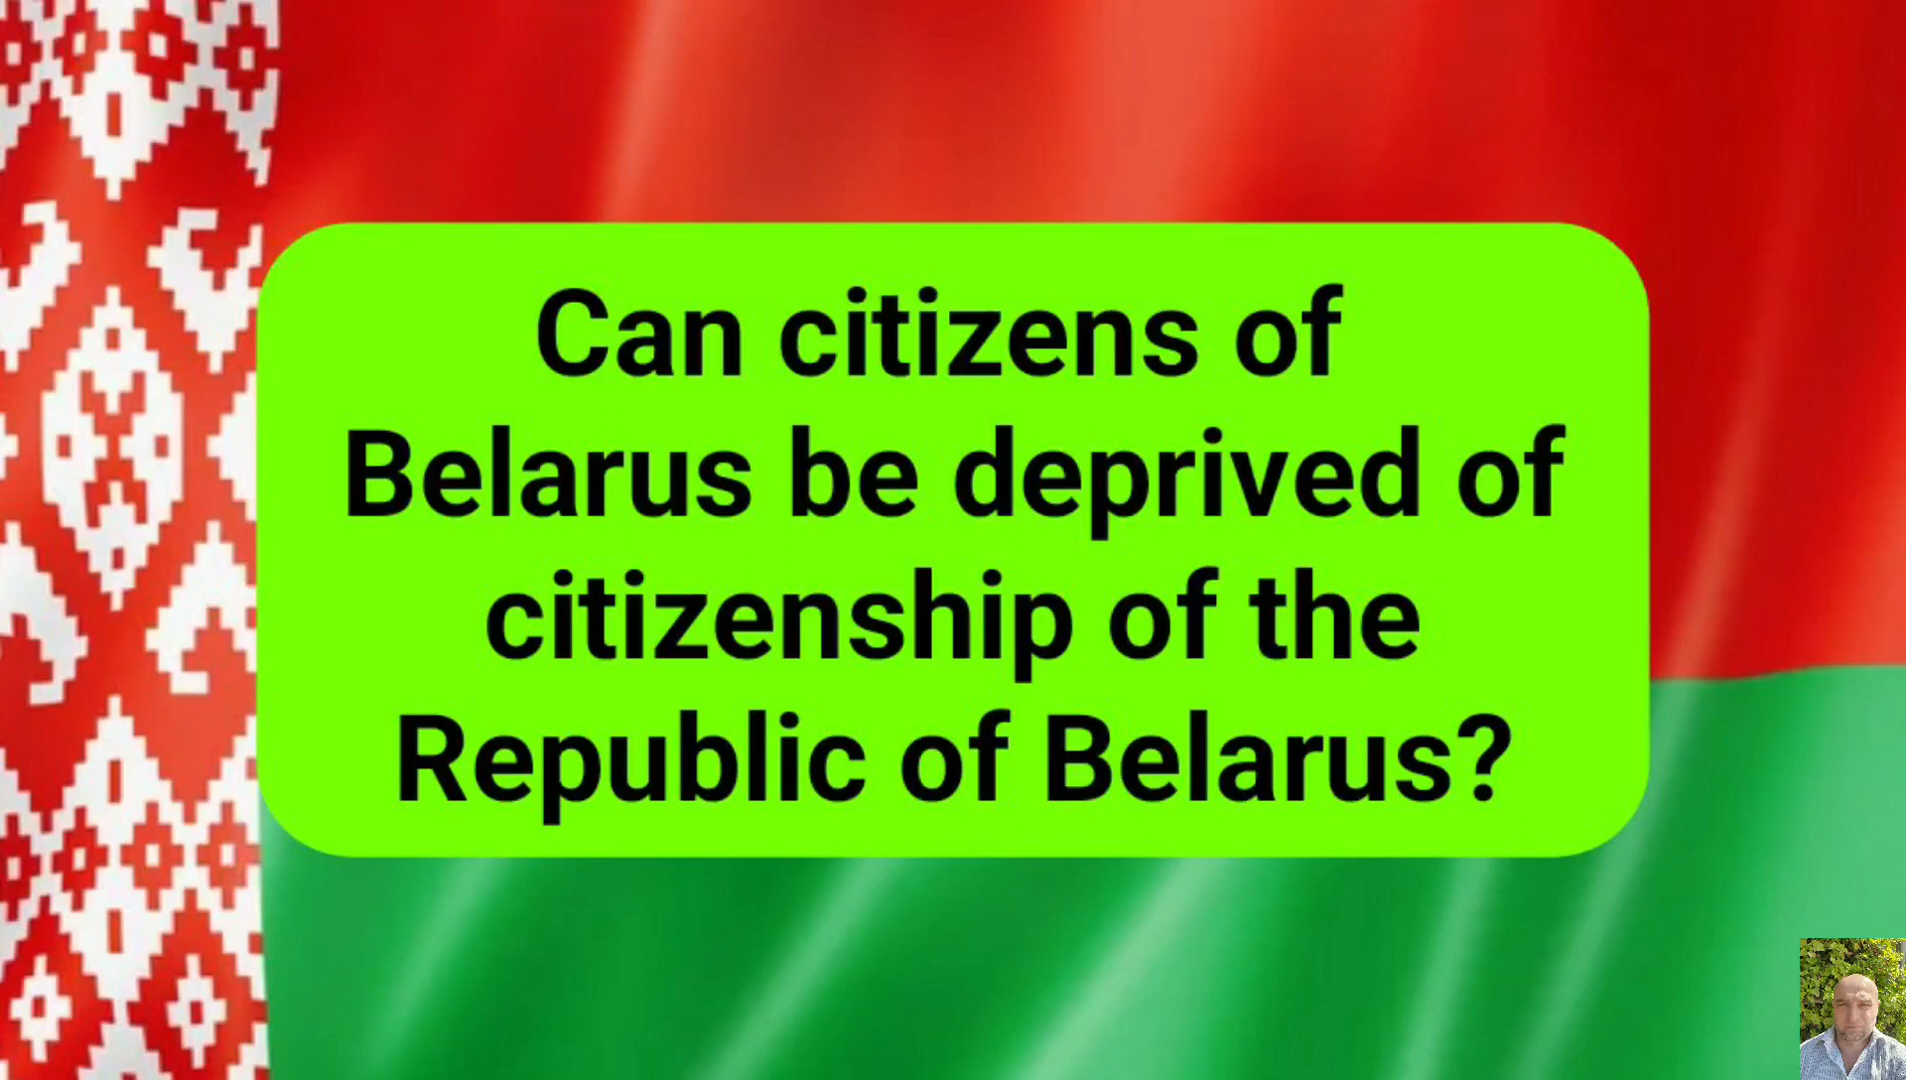 Can citizens of
Belarus be deprived of
citizenship of the
Republic of Belarus?